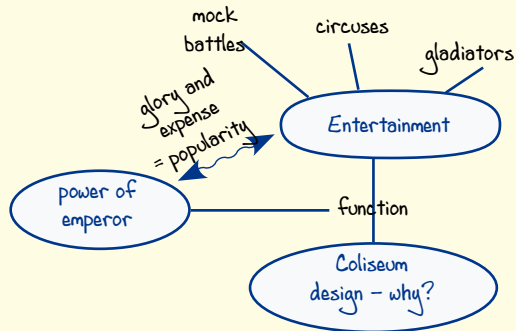 mock
battles
circuses
gladiators
glory and
expense
= popularity
Entertainment
power of
emperor
function
Coliseum
design – why?